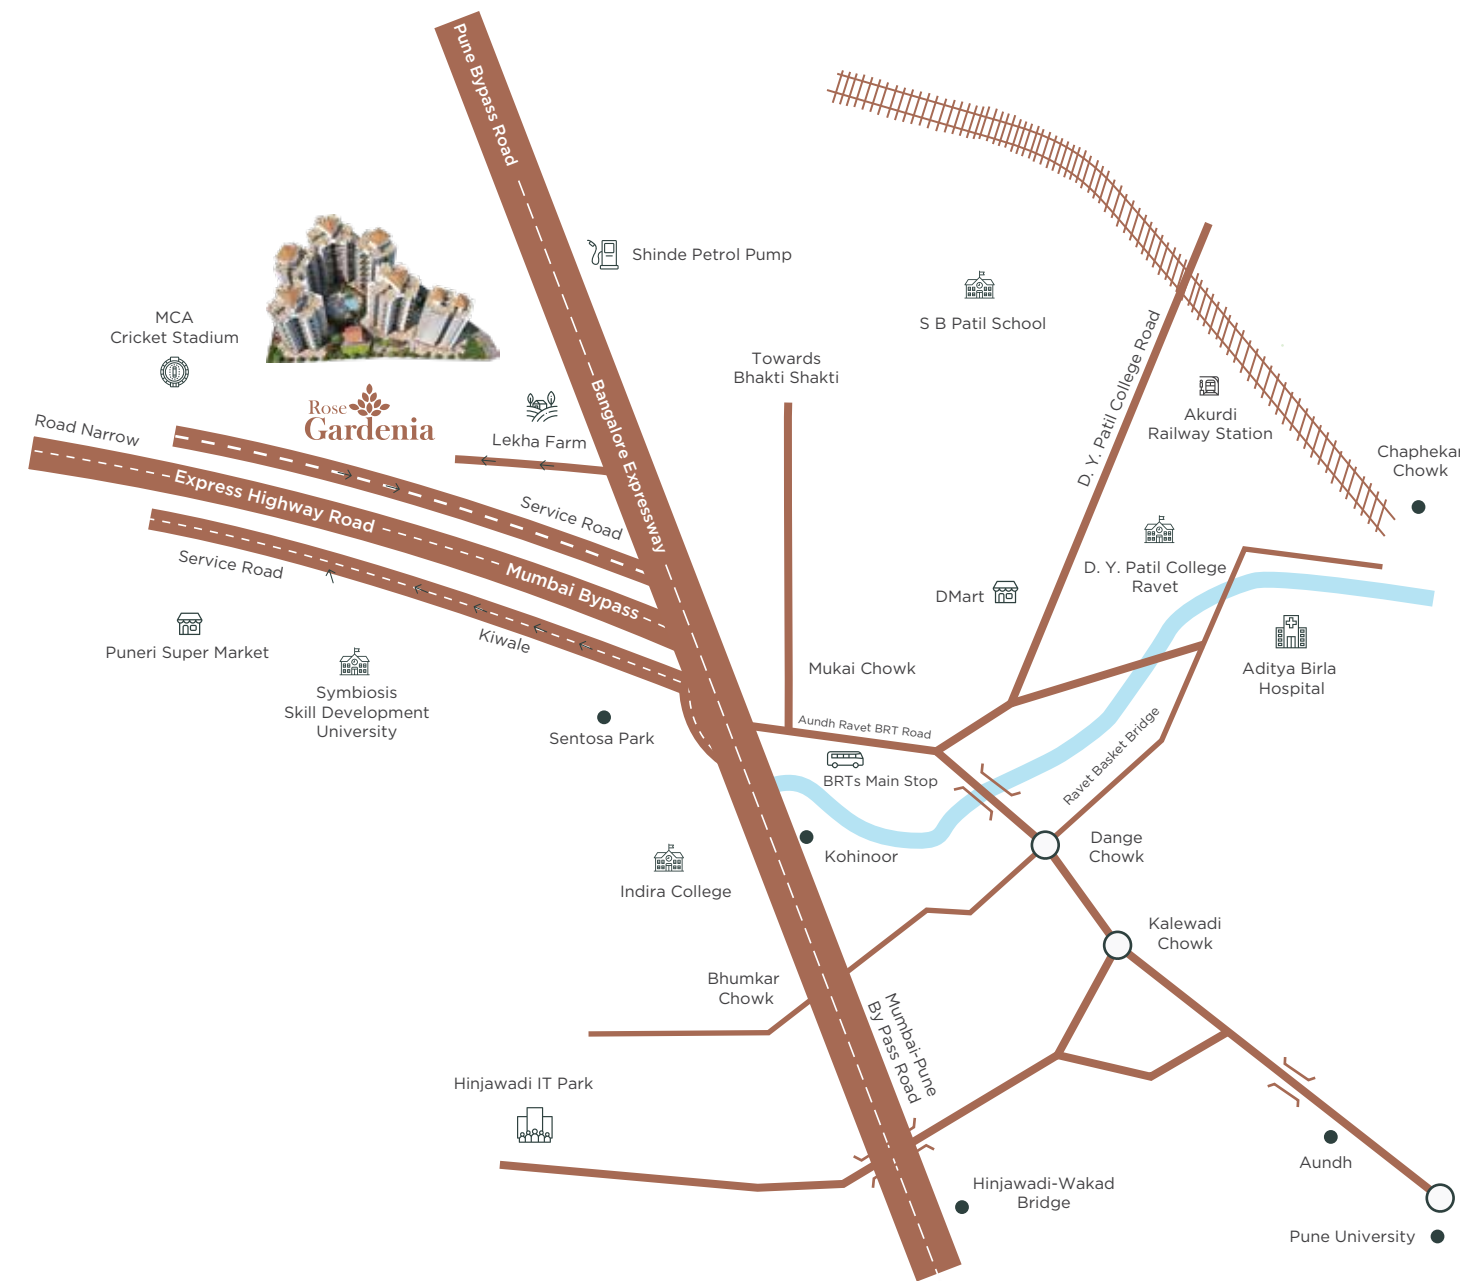 Pune Bypass Road
Shinde Petrol Pump
S B Patil School
MCA
Cricket Stadium
Towards
Bhakti Shakti
D. Y. Patil College Road
Akurdi
Railway Station
Rose
Gardenia
Lekha Farm
Bangalore Expressway
Chaphekar
Chowk
Road Narrow
Express Highway Road
Service Road
Service Road
Mumbai Bypass
Kiwale
D. Y. Patil College
Ravet
DMart
Puneri Super Market
Symbiosis
Skill Development
University
Sentosa Park
Mukai Chowk
Aundh Ravet BRT Road
BRTs Main Stop
Aditya Birla
Hospital
Ravet Basket Bridge
Kohinoor
Dange
Chowk
Indira College
Kalewadi
Chowk
Bhumkar
Chowk
Mumbai-Pune
By Pass Road
Hinjawadi IT Park
Aundh
Hinjawadi-Wakad
Bridge
Pune University